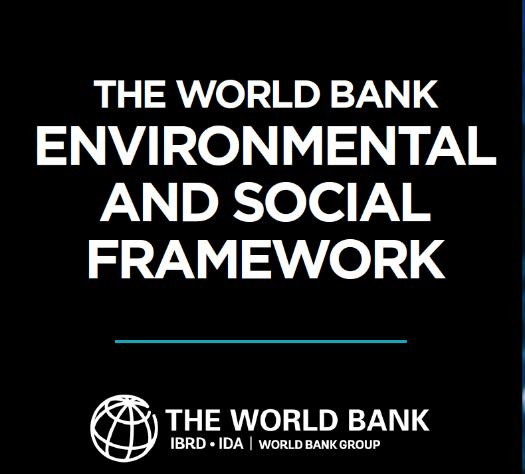 THE WORLD BANK
ENVIRONMENTAL
AND SOCIAL
FRAMEWORK
THE WORLD BANK
IBRD • IDA | WORLD BANK GROUP